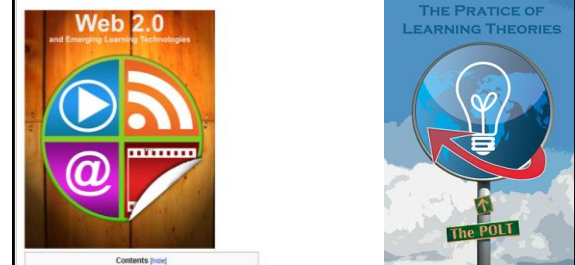 Web 2.0
and Emerging Learning Technologies
@
Contents [hide]
THE PRATICE OF
LEARNING THEORIES
The POLT